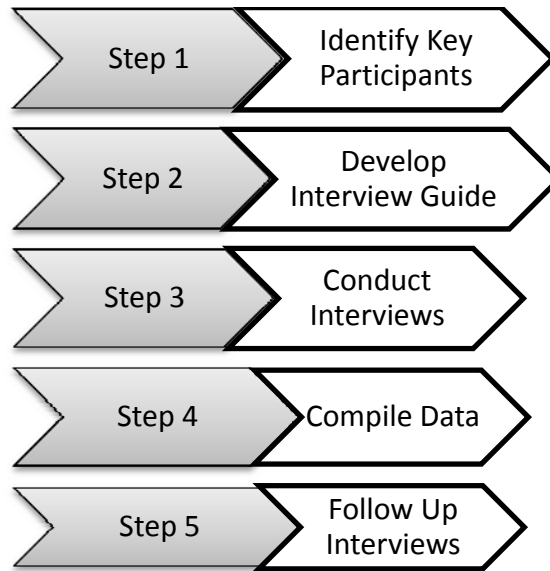 Step 1
Identify Key
Participants
Step 2
Develop
Interview Guide
Step 3
Conduct
Interviews
Step 4
Compile Data
Step 5
Follow Up
Interviews